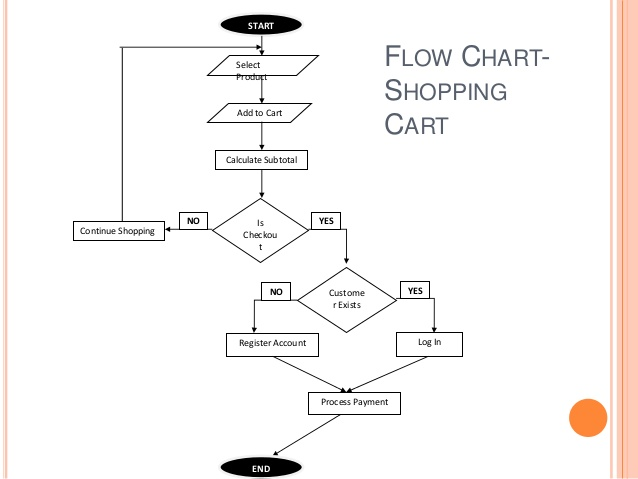 START
FLOW CHART-
SHOPPING
CART
Select
Product
Add to Cart
Calculate Subtotal
NO
YES
Is
Checkou
t
Continue Shopping
NO
YES
Custome
r Exists
Register Account
Log In
Process Payment
END